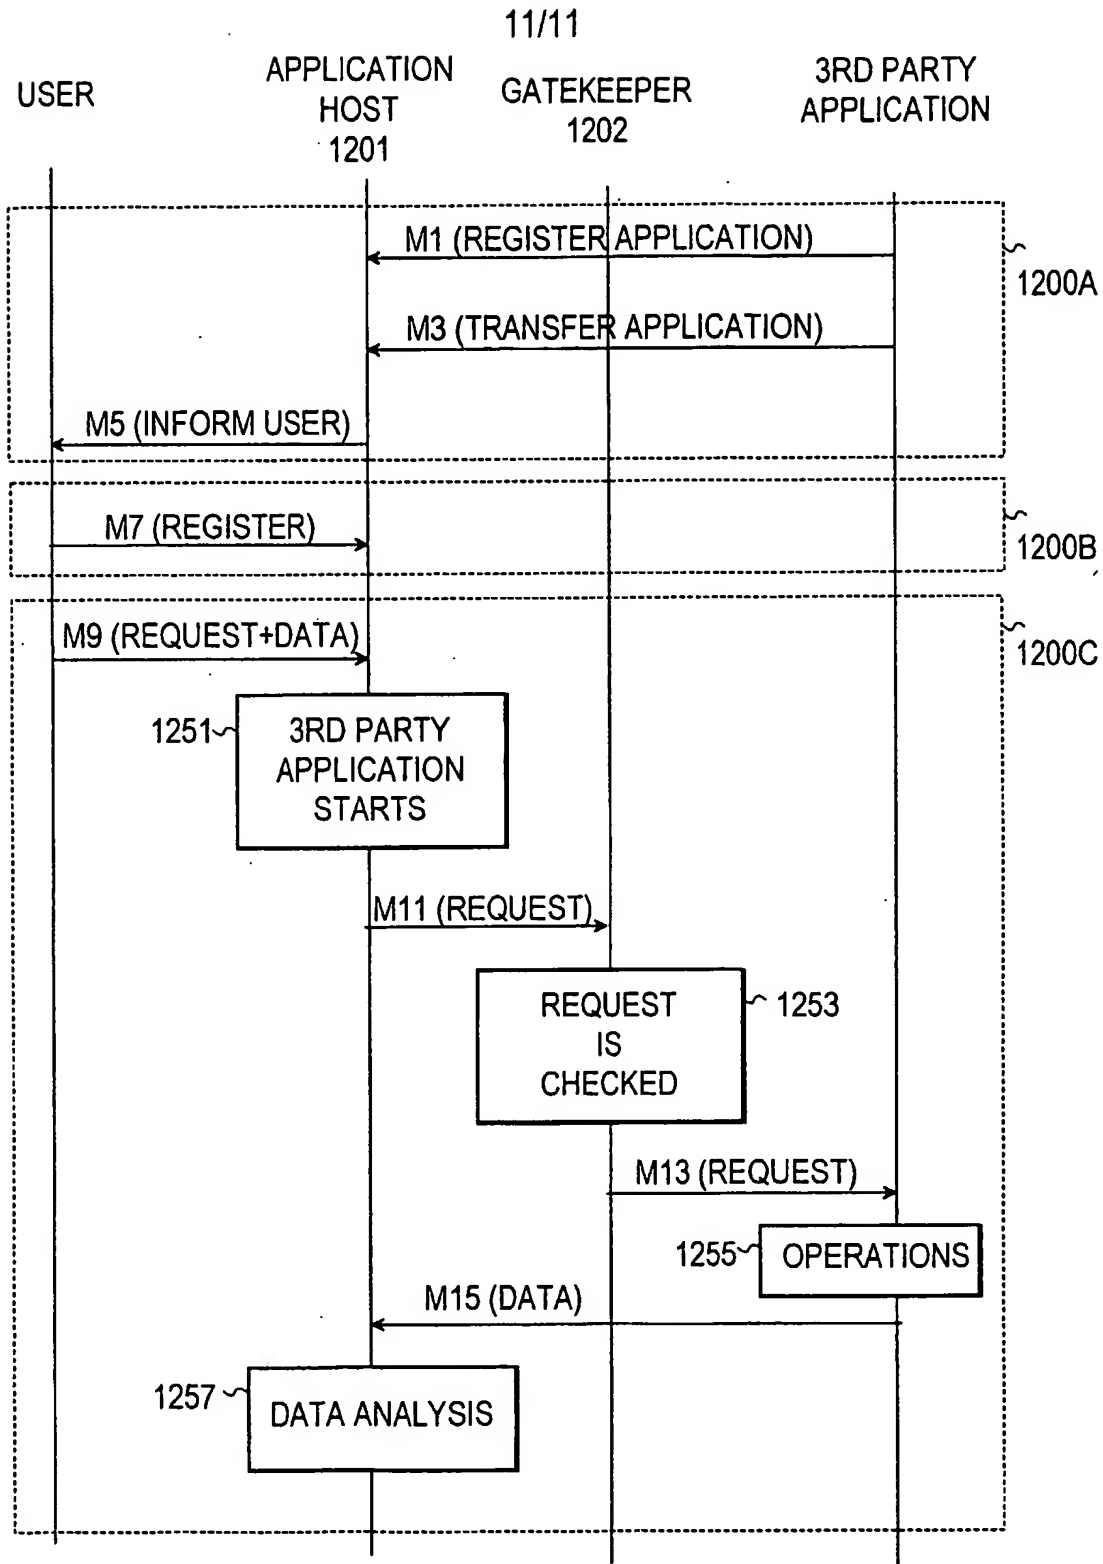 11/11
USER
APPLICATION
HOST
1201
GATEKEEPER
1202
3RD PARTY
APPLICATION
M1 (REGISTER APPLICATION)
1200A
M3 (TRANSFER APPLICATION)
M5 (INFORM USER)
M7 (REGISTER)
1200B
M9 (REQUEST+DATA)
1200C
1251
3RD PARTY
APPLICATION
STARTS
M11 (REQUEST)
REQUEST
IS
CHECKED
1253
M13 (REQUEST)
1255
OPERATIONS
M15 (DATA)
1257
DATA ANALYSIS